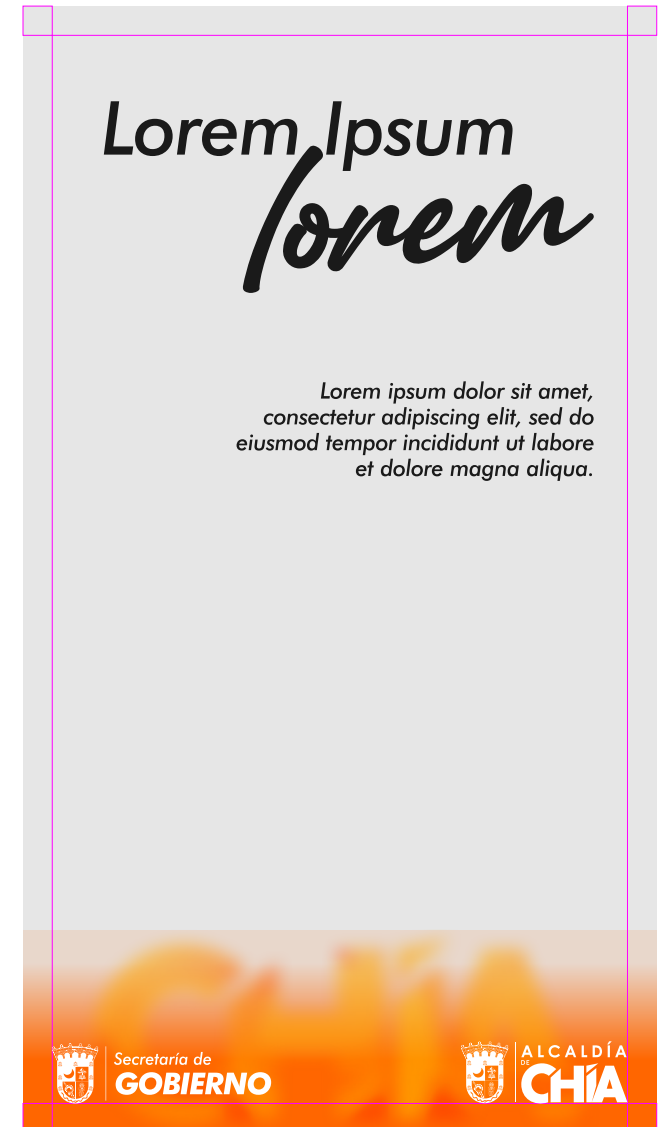 Lorem Ipsum
lorem
Lorem ipsum dolor sit amet,
consectetur adipiscing elit, sed do
eiusmod tempor incididunt ut labore
et dolore magna aliqua.
CHÍA
Secretaría de
GOBIERNO
ALCALDÍA
DE
CHÍA